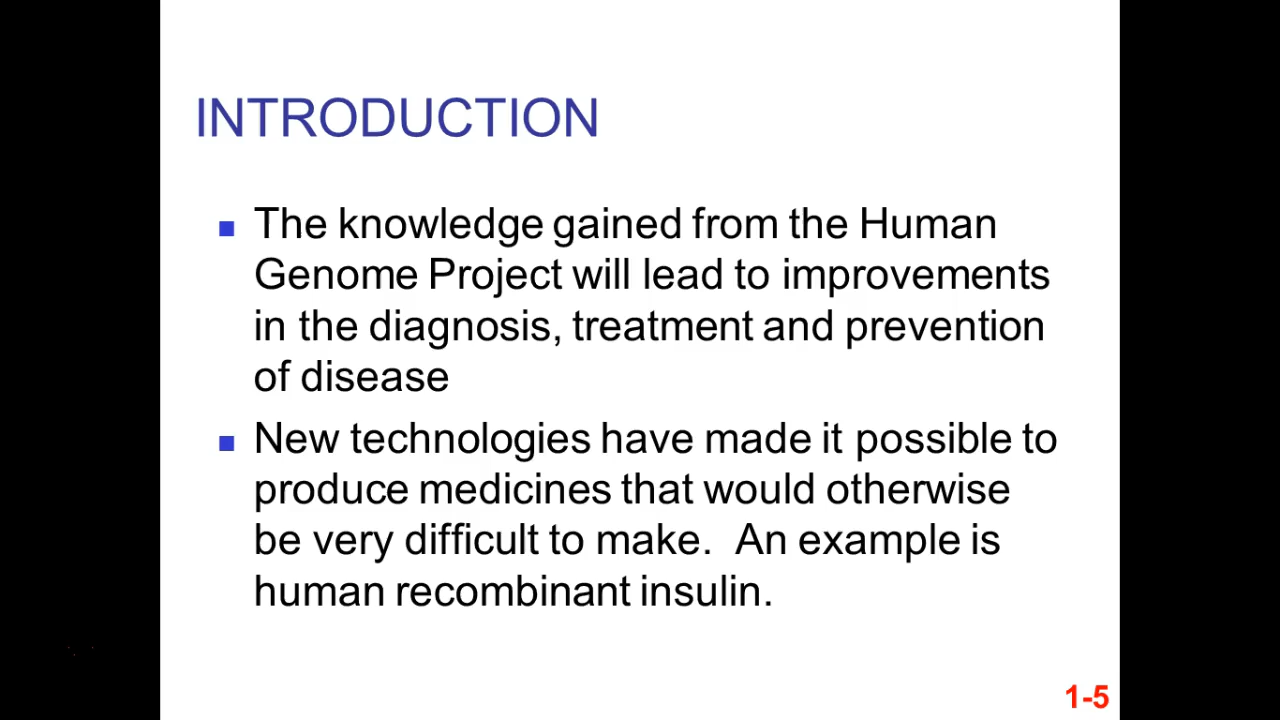 INTRODUCTION
The knowledge gained from the Human
Genome Project will lead to improvements
in the diagnosis, treatment and prevention
of disease
New technologies have made it possible to
produce medicines that would otherwise
be very difficult to make.  An example is
human recombinant insulin.
1-5